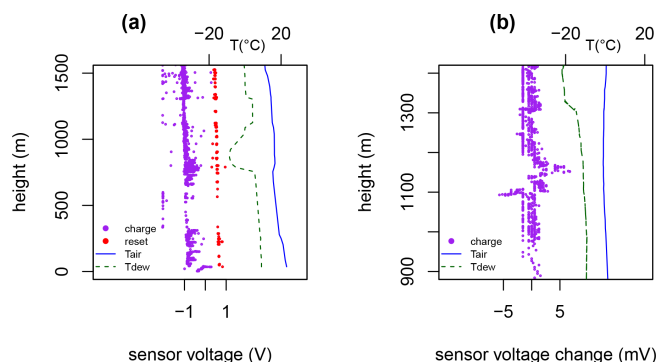 (a)
T(°C)
−20
20
height (m)
0
500
1000
1500
charge
reset
Tair
Tdew
−1
1
sensor voltage (V)
(b)
T(°C)
−20
20
height (m)
900
1100
1300
charge
Tair
Tdew
−5
5
sensor voltage change (mV)